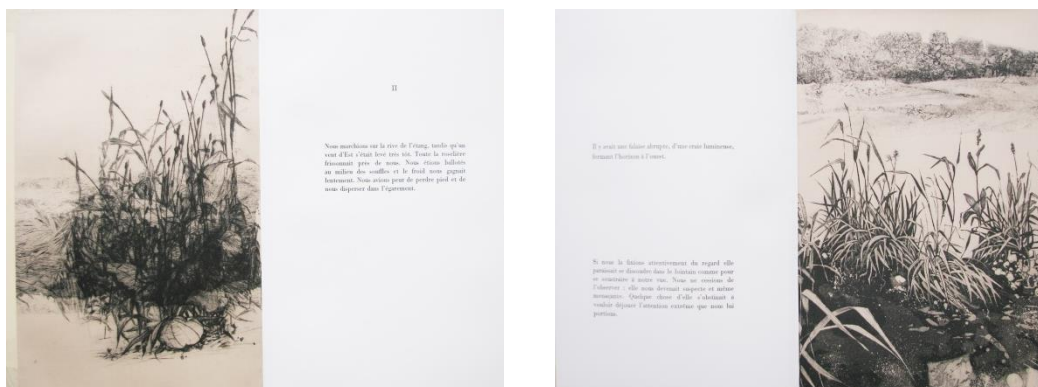 II
Nous marchions sur la rive de l'étang, tandis qu'un
vent d'Est s'était levé très tôt. Toute la roselière
frissonnait près de nous. Nous étions ballottés
au milieu des souffles et le froid nous gagnait
lentement. Nous avions peur de perdre pied et de
nous disperser dans l'égarement.
Il y avait une falaise abrupte, d'une craie lumineuse,
fermant l'horizon à l'ouest.
Si nous la fixions attentivement du regard elle
paraissait se dissoudre dans le lointain comme pour
se soustraire à notre vue. Nous ne cessions de
l'observer : elle nous devenait suspecte et même
menaçante. Quelque chose d'elle s'obstinait à
vouloir déjouer l'attention extrême que nous lui
portions.